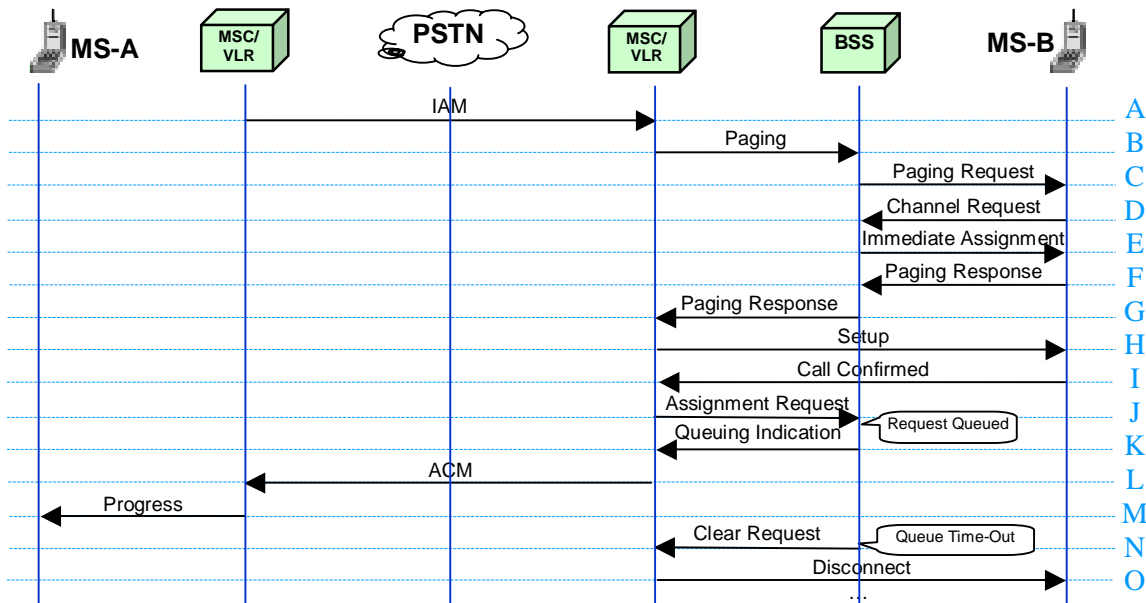 MS-A
MSC/
VLR
PSTN
MSC/
VLR
BSS
MS-B
IAM
A
Paging
B
Paging Request
C
Channel Request
D
Immediate Assignment
E
Paging Response
F
Paging Response
G
Setup
H
Call Confirmed
I
Assignment Request
J
Request Queued
Queuing Indication
K
ACM
L
Progress
M
Clear Request
Queue Time-Out
N
Disconnect
O
...